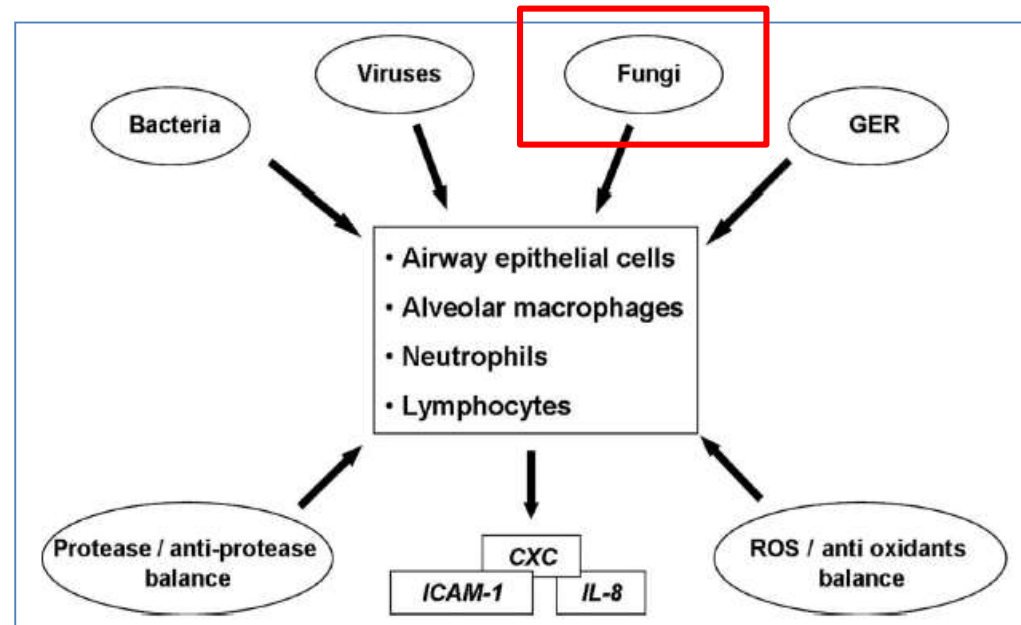 Viruses
Fungi
Bacteria
GER
• Airway epithelial cells
• Alveolar macrophages
• Neutrophils
• Lymphocytes
Protease / anti-protease
balance
CXC
ICAM-1
IL-8
ROS / anti oxidants
balance